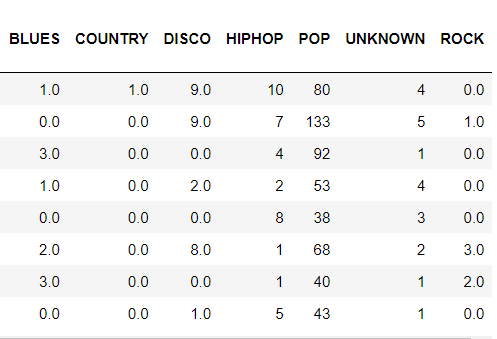 BLUES COUNTRY DISCO HIPHOP POP UNKNOWN ROCK
1.0 1.0 9.0 10 80 4 0.0
0.0 0.0 9.0 7 133 5 1.0
3.0 0.0 0.0 4 92 1 0.0
1.0 0.0 2.0 2 53 4 0.0
0.0 0.0 0.0 8 38 3 0.0
2.0 0.0 8.0 1 68 2 3.0
3.0 0.0 0.0 1 40 1 2.0
0.0 0.0 1.0 5 43 1 0.0